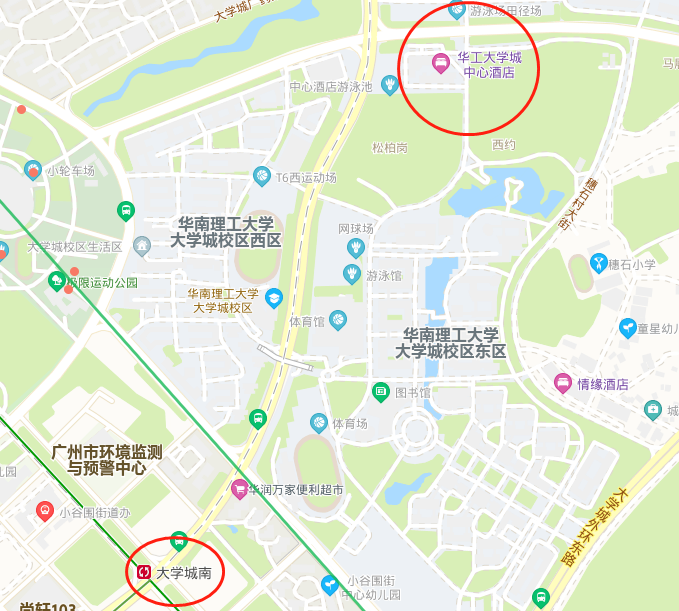 游泳场田径场
华工大学城
中心酒店
中心酒店游泳池
松柏岗
西约
小轮车场
T6西运动场
穗石村大街
华南理工大学
大学城校区西区
网球场
大学城校区生活区
游泳馆
穗石小学
极限运动公园
华南理工大学
大学城校区
体育馆
童星幼儿
华南理工大学
大学城校区东区
情缘酒店
图书馆
城
体育场
广州市环境监测
与预警中心
儿园
华润万家便利超市
大学城外环东路
小谷围街道办
大学城南
小谷围街
中心幼儿园
尚轩103